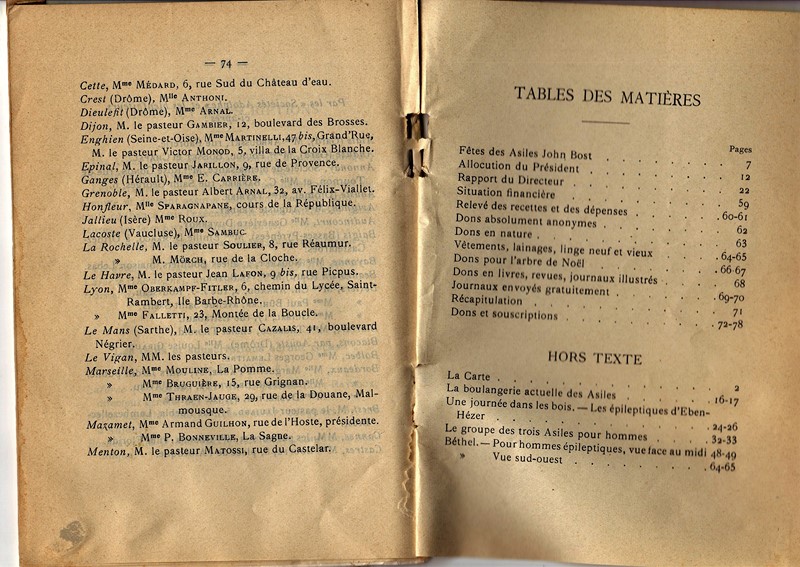 — 74 —
Cette, Mme MÉDARD, 6, rue Sud du Château d'eau.
Crest (Drôme), Mlle ANTHONI.
Dieulefit (Drôme), Mme ARNAL.
Dijon, M. le pasteur GAMBIER, 12, boulevard des Brosses.
Enghien (Seine-et-Oise), Mme MARTINELLI, 47 bis, Grand'Rue,
M. le pasteur Victor MONOD, 5, villa de la Croix Blanche.
Epinal, M. le pasteur JARILLON, 9, rue de Provence.
Ganges (Hérault), Mme E. CARRIÈRE.
Grenoble, M. le pasteur Albert ARNAL, 32, av. Félix-Viallet.
Honfleur, Mlle SPARAGNAPANE, cours de la République.
Jallieu (Isère) Mme ROUX.
Lacoste (Vaucluse), Mme SAMBUC.
La Rochelle, M. le pasteur SOULIER, 8, rue Réaumur.
» M. MÖRCH, rue de la Cloche.
Le Havre, M. le pasteur Jean LAFON, 9 bis, rue Picpus.
Lyon, Mme OBERKAMPF-FITLER, 6, chemin du Lycée, Saint-
Rambert, Ile Barbe-Rhône.
» Mme FALLETTI, 23, Montée de la Boucle.
Le Mans (Sarthe), M. le pasteur CAZALIS, 41, boulevard
Négrier.
Le Vigan, MM. les pasteurs.
Marseille, Mme MOULINE, La Pomme.
» Mme BRUGUIÈRE, 15, rue Grignan.
» Mme THRAEN-JAUGE, 29, rue de la Douane, Mal-
mousque.
Mazamet, Mme Armand GUILHON, rue de l'Hoste, présidente.
» Mme P. BONNEVILLE, La Sagne.
Menton, M. le pasteur MATOSSI, rue du Castelar.
TABLES DES MATIÈRES
Pages
Fêtes des Asiles John Bost . . . . . . . 7
Allocution du Président . . . . . . . 12
Rapport du Directeur . . . . . . . 22
Situation financière . . . . . . . 59
Relevé des recettes et des dépenses . . . . . 60-61
Dons absolument anonymes . . . . . . 62
Dons en nature . . . . . . . 63
Vêtements, lainages, linge neuf et vieux . . . . 64-65
Dons pour l'arbre de Noël . . . . . . 66-67
Dons en livres, revues, journaux illustrés . . . . 68
Journaux envoyés gratuitement . . . . . 69-70
Récapitulation . . . . . . . 71
Dons et souscriptions . . . . . . 72-78
HORS TEXTE
La Carte . . . . . . . 2
La boulangerie actuelle des Asiles . . . . . 16-17
Une journée dans les bois. — Les épileptiques d'Eben-
Hézer . . . . . . . 24-26
Le groupe des trois Asiles pour hommes . . . . 32-33
Béthel. — Pour hommes épileptiques, vue face au midi 48-49
» Vue sud-ouest . . . . . . 64-65